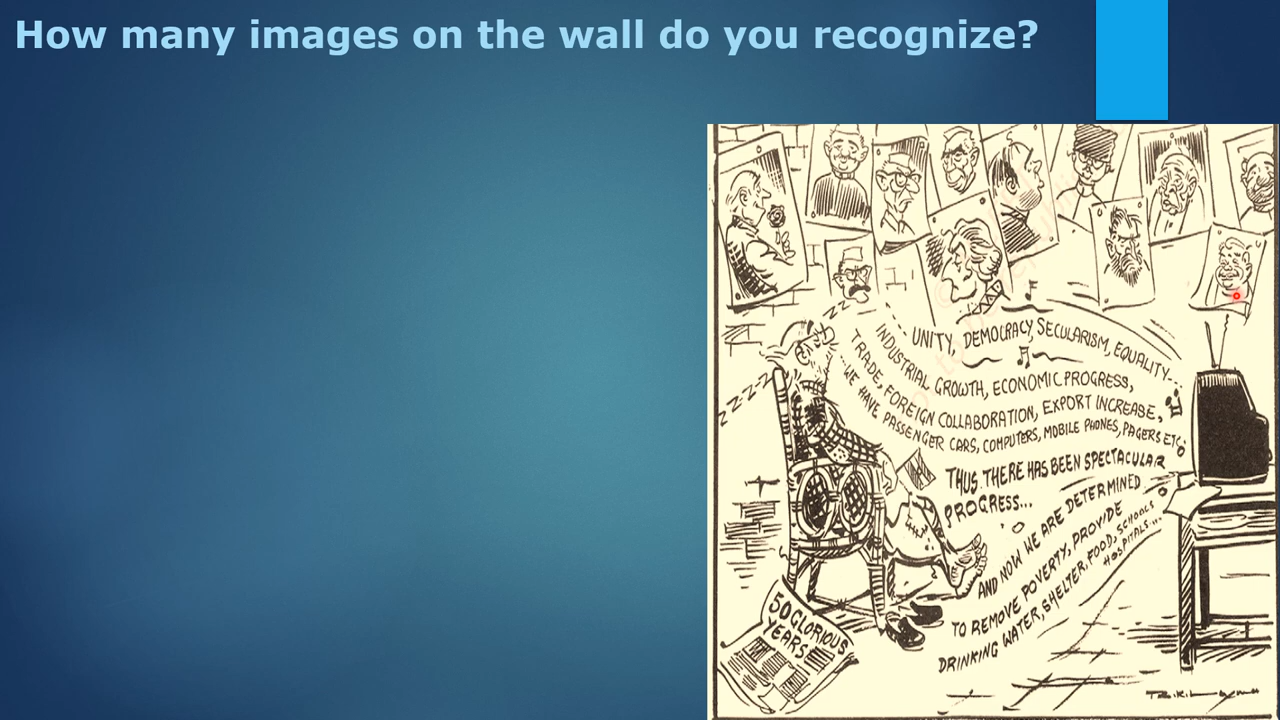 How many images on the wall do you recognize?
UNITY, DEMOCRACY, SECULARISM, EQUALITY...
INDUSTRIAL GROWTH, ECONOMIC PROGRESS,
TRADE, FOREIGN COLLABORATION, EXPORT INCREASE,
...WE HAVE PASSENGER CARS, COMPUTERS, MOBILE PHONES, PAGERS ETC,
THUS.THERE HAS BEEN SPECTACULAR
PROGRESS...
AND NOW WE ARE DETERMINED
TO REMOVE POVERTY, PROVIDE
DRINKING WATER, SHELTER, FOOD, SCHOOLS
HOSPITALS...
ZZZZZ
ZZZ
50 GLORIOUS
YEARS